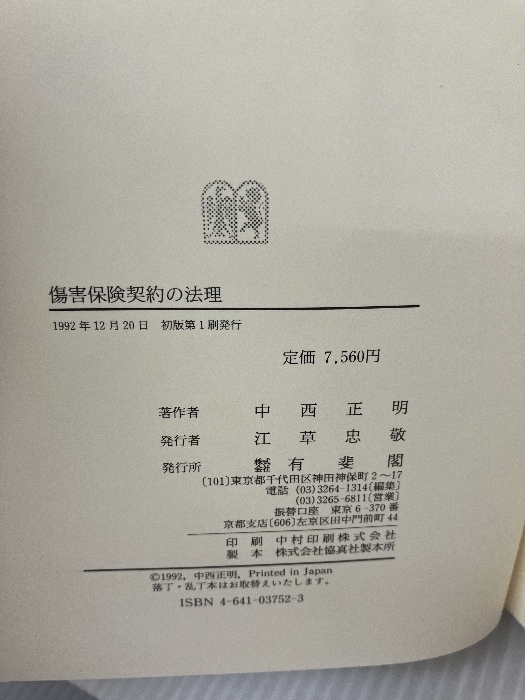 傷害保険契約の法理
1992年12月20日 初版第1刷発行
定価 7,560円
著作者 中西正明
発行者 江草忠敬
発行所 株式会社 有斐閣
〔101〕東京都千代田区神田神保町2〜17
電話 (03)3264-1314〔編集〕
(03)3265-6811〔営業〕
振替口座 東京6-370番
京都支店〔606〕左京区田中門前町44
印刷 中村印刷株式会社
製本 株式会社協真社製本所
©1992, 中西正明, Printed in Japan
落丁・乱丁本はお取替えいたします。
ISBN 4-641-03752-3